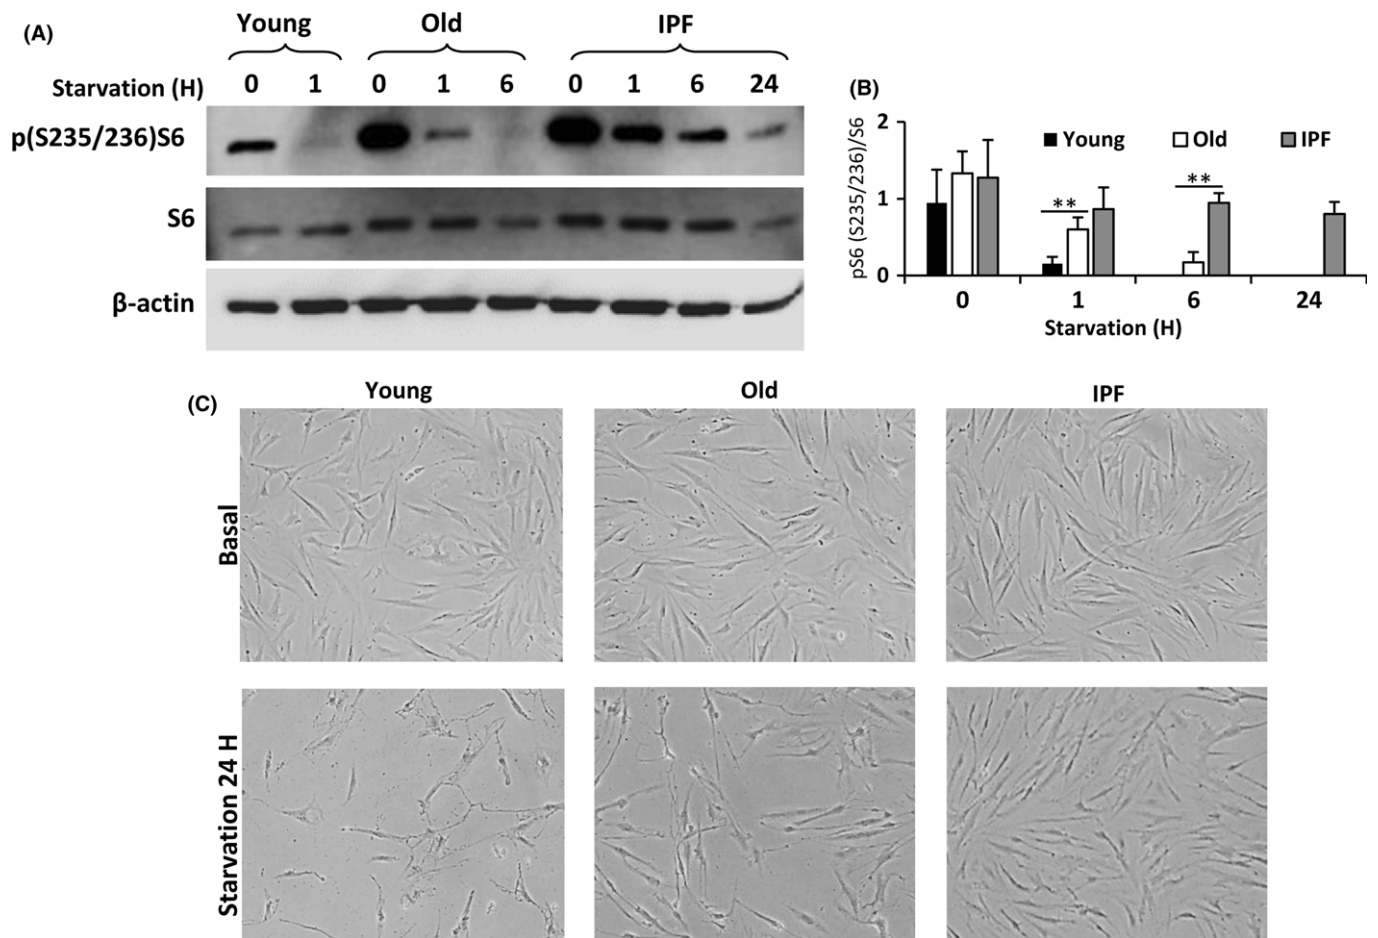 (A)
Young Old IPF
Starvation (H) 0 1 0 1 6 0 1 6 24
p(S235/236)S6
S6
β-actin
(B)
2
1
0
pS6 (S235/236)/S6
Young Old IPF
**
**
0 1 6 24
Starvation (H)
(C)
Young Old IPF
Basal
Starvation 24 H